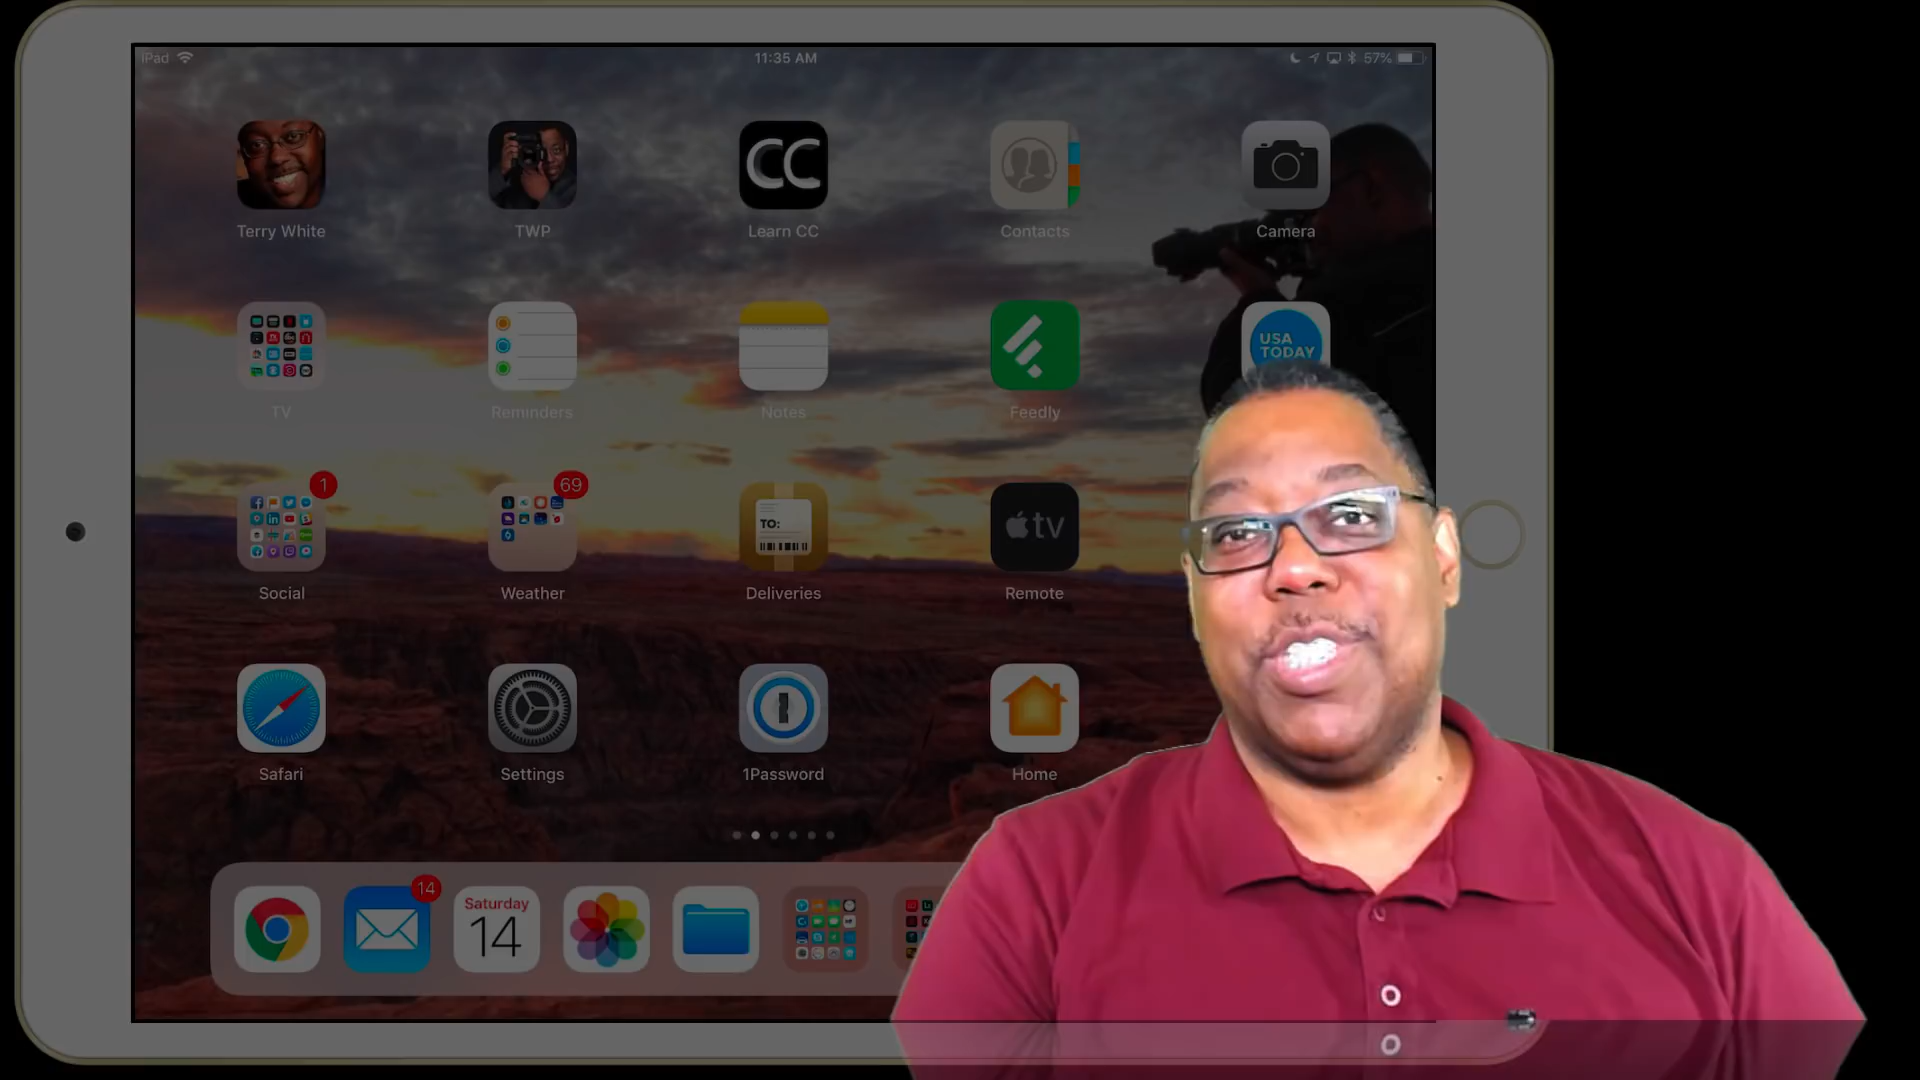 iPad
11:35 AM
57%
CC
Terry White
TWP
Learn CC
Contacts
Camera
USA
TODAY
TV
Reminders
Notes
Feedly
1
69
TO:
tv
Social
Weather
Deliveries
Remote
1
Safari
Settings
1Password
Home
14
Saturday
14